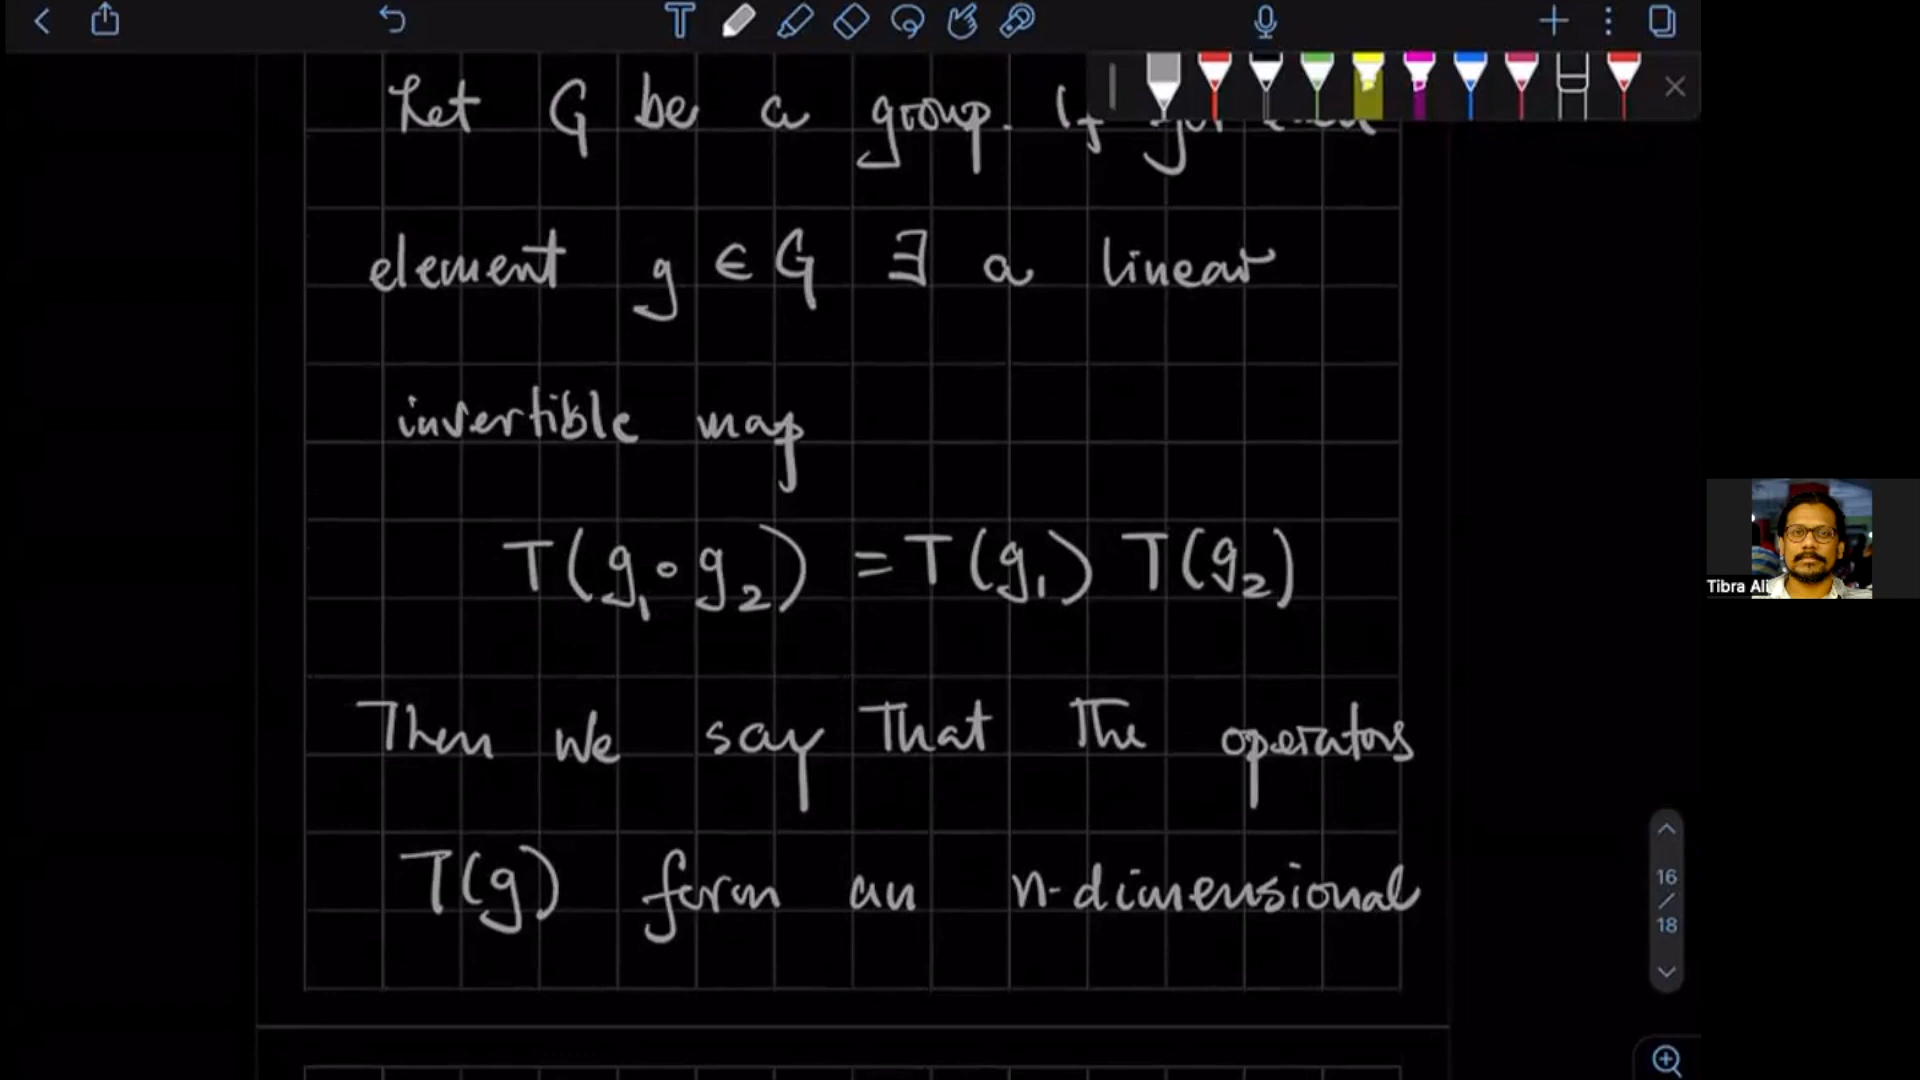 Let G be a group. If
element g ∈ G ∃ a linear
invertible map
T(g₁∘g₂) = T(g₁) T(g₂)
Then we say that the operators
T(g) form an n-dimensional
16
/
18
Tibra Ali